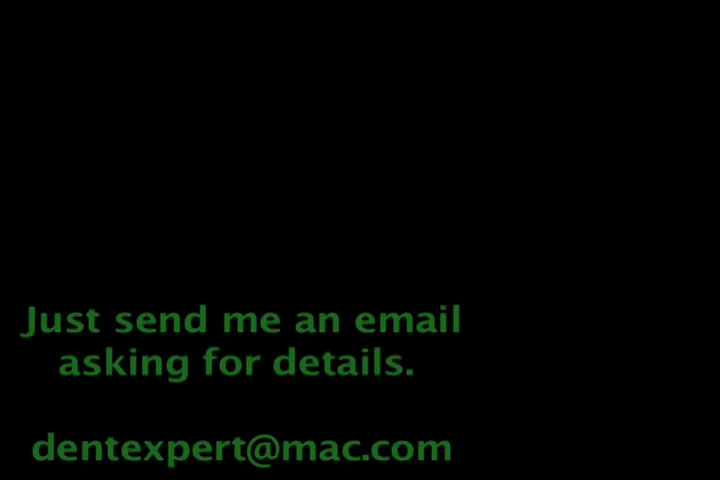 Just send me an email
asking for details.
dentexpert@mac.com